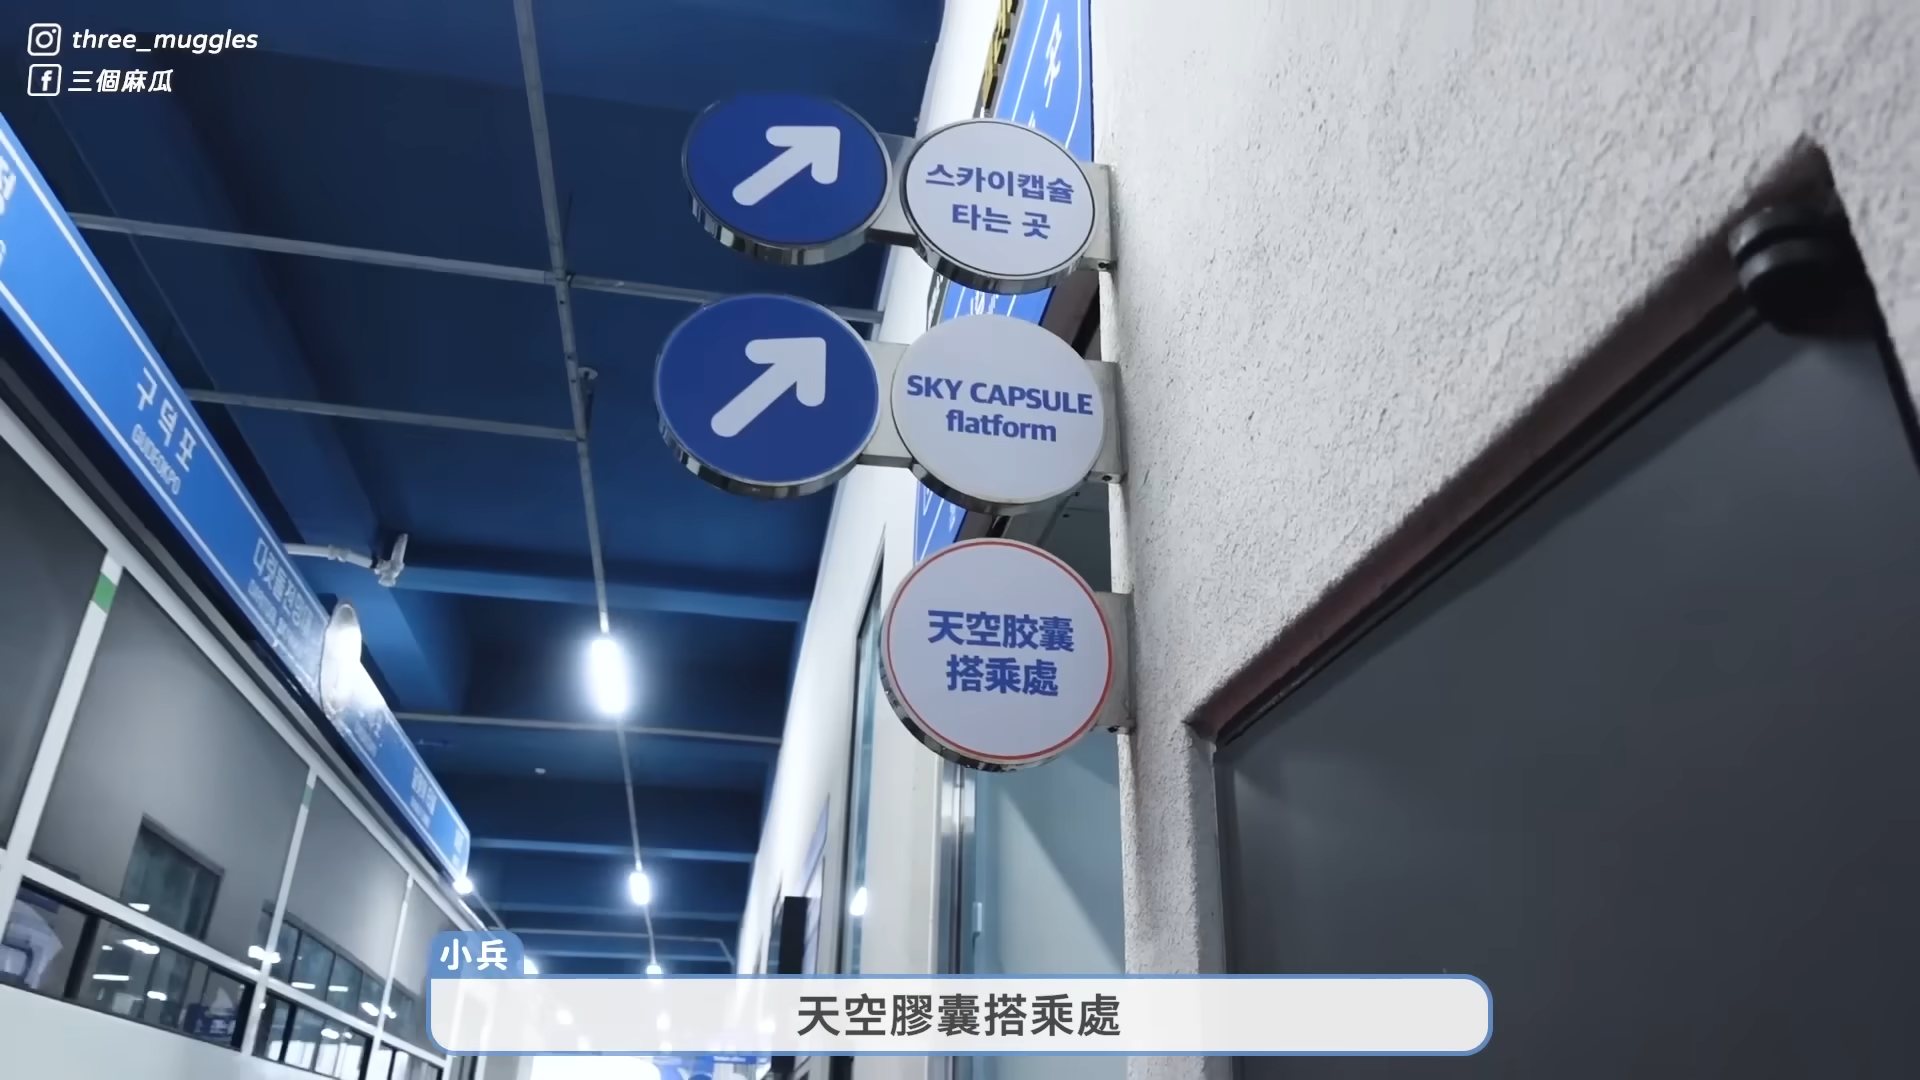 three_muggles
三個麻瓜
스카이캡슐
타는 곳
SKY CAPSULE
flatform
天空胶囊
搭乘處
구덕포
GUDEOKPO
小兵
天空膠囊搭乘處